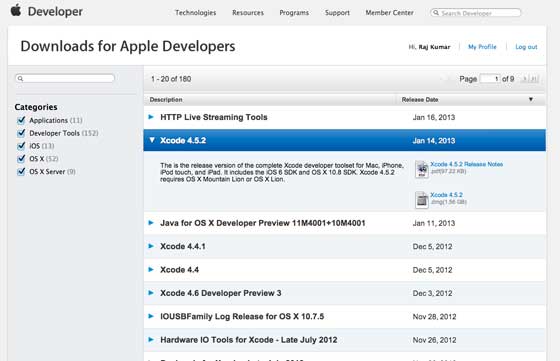 Developer
Technologies Resources Programs Support Member Center Search Developer
Downloads for Apple Developers
Hi, Raj Kumar My Profile Log out
1 - 20 of 180
Page 1 of 9
Categories
Applications (11)
Developer Tools (152)
iOS (13)
OS X (52)
OS X Server (9)
Description Release Date
HTTP Live Streaming Tools Jan 16, 2013
Xcode 4.5.2 Jan 14, 2013
The is the release version of the complete Xcode developer toolset for Mac, iPhone,
iPod touch, and iPad. It includes the iOS 6 SDK and OS X 10.8 SDK. Xcode 4.5.2
requires OS X Mountain Lion or OS X Lion.
Xcode 4.5.2 Release Notes
.pdf(97.22 KB)
Xcode 4.5.2
.dmg(1.56 GB)
Java for OS X Developer Preview 11M4001+10M4001 Jan 11, 2013
Xcode 4.4.1 Dec 5, 2012
Xcode 4.4 Dec 5, 2012
Xcode 4.6 Developer Preview 3 Dec 3, 2012
IOUSBFamily Log Release for OS X 10.7.5 Nov 28, 2012
Hardware IO Tools for Xcode - Late July 2012 Nov 26, 2012